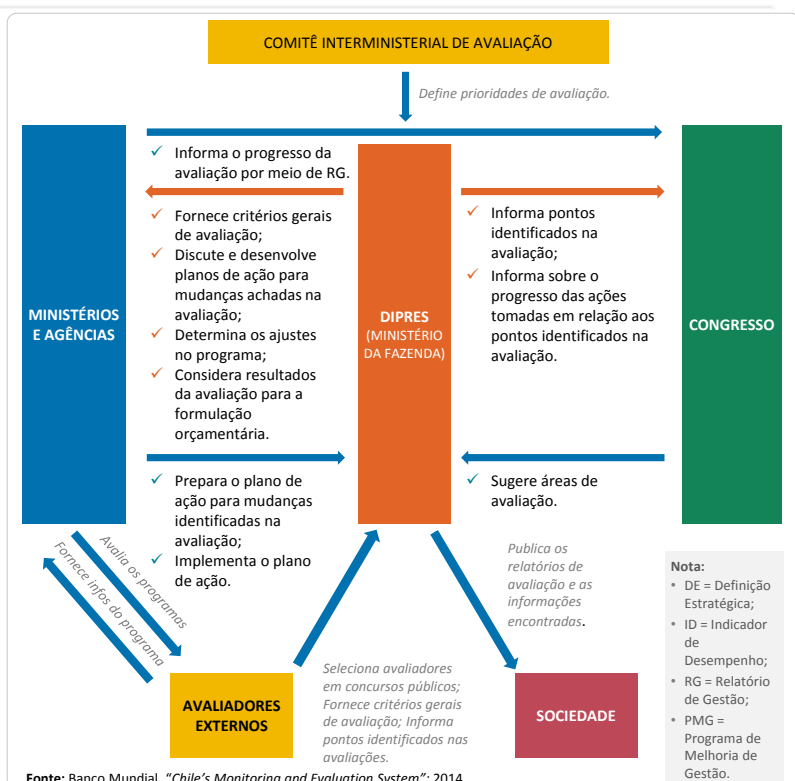 COMITÊ INTERMINISTERIAL DE AVALIAÇÃO
Define prioridades de avaliação.
MINISTÉRIOS
E AGÊNCIAS
✓ Informa o progresso da
avaliação por meio de RG.
✓ Fornece critérios gerais
de avaliação;
✓ Discute e desenvolve
planos de ação para
mudanças achadas na
avaliação;
✓ Determina os ajustes
no programa;
✓ Considera resultados
da avaliação para a
formulação
orçamentária.
✓ Prepara o plano de
ação para mudanças
identificadas na
avaliação;
✓ Implementa o plano
de ação.
DIPRES
(MINISTÉRIO
DA FAZENDA)
✓ Informa pontos
identificados na
avaliação;
✓ Informa sobre o
progresso das ações
tomadas em relação aos
pontos identificados na
avaliação.
✓ Sugere áreas de
avaliação.
CONGRESSO
Avalia os programas
Fornece infos do programa
AVALIADORES
EXTERNOS
Seleciona avaliadores
em concursos públicos;
Fornece critérios gerais
de avaliação; Informa
pontos identificados nas
avaliações.
Publica os
relatórios de
avaliação e as
informações
encontradas.
SOCIEDADE
Nota:
• DE = Definição
Estratégica;
• ID = Indicador
de
Desempenho;
• RG = Relatório
de Gestão;
• PMG =
Programa de
Melhoria de
Gestão.
Fonte: Banco Mundial, "Chile's Monitoring and Evaluation System"; 2014